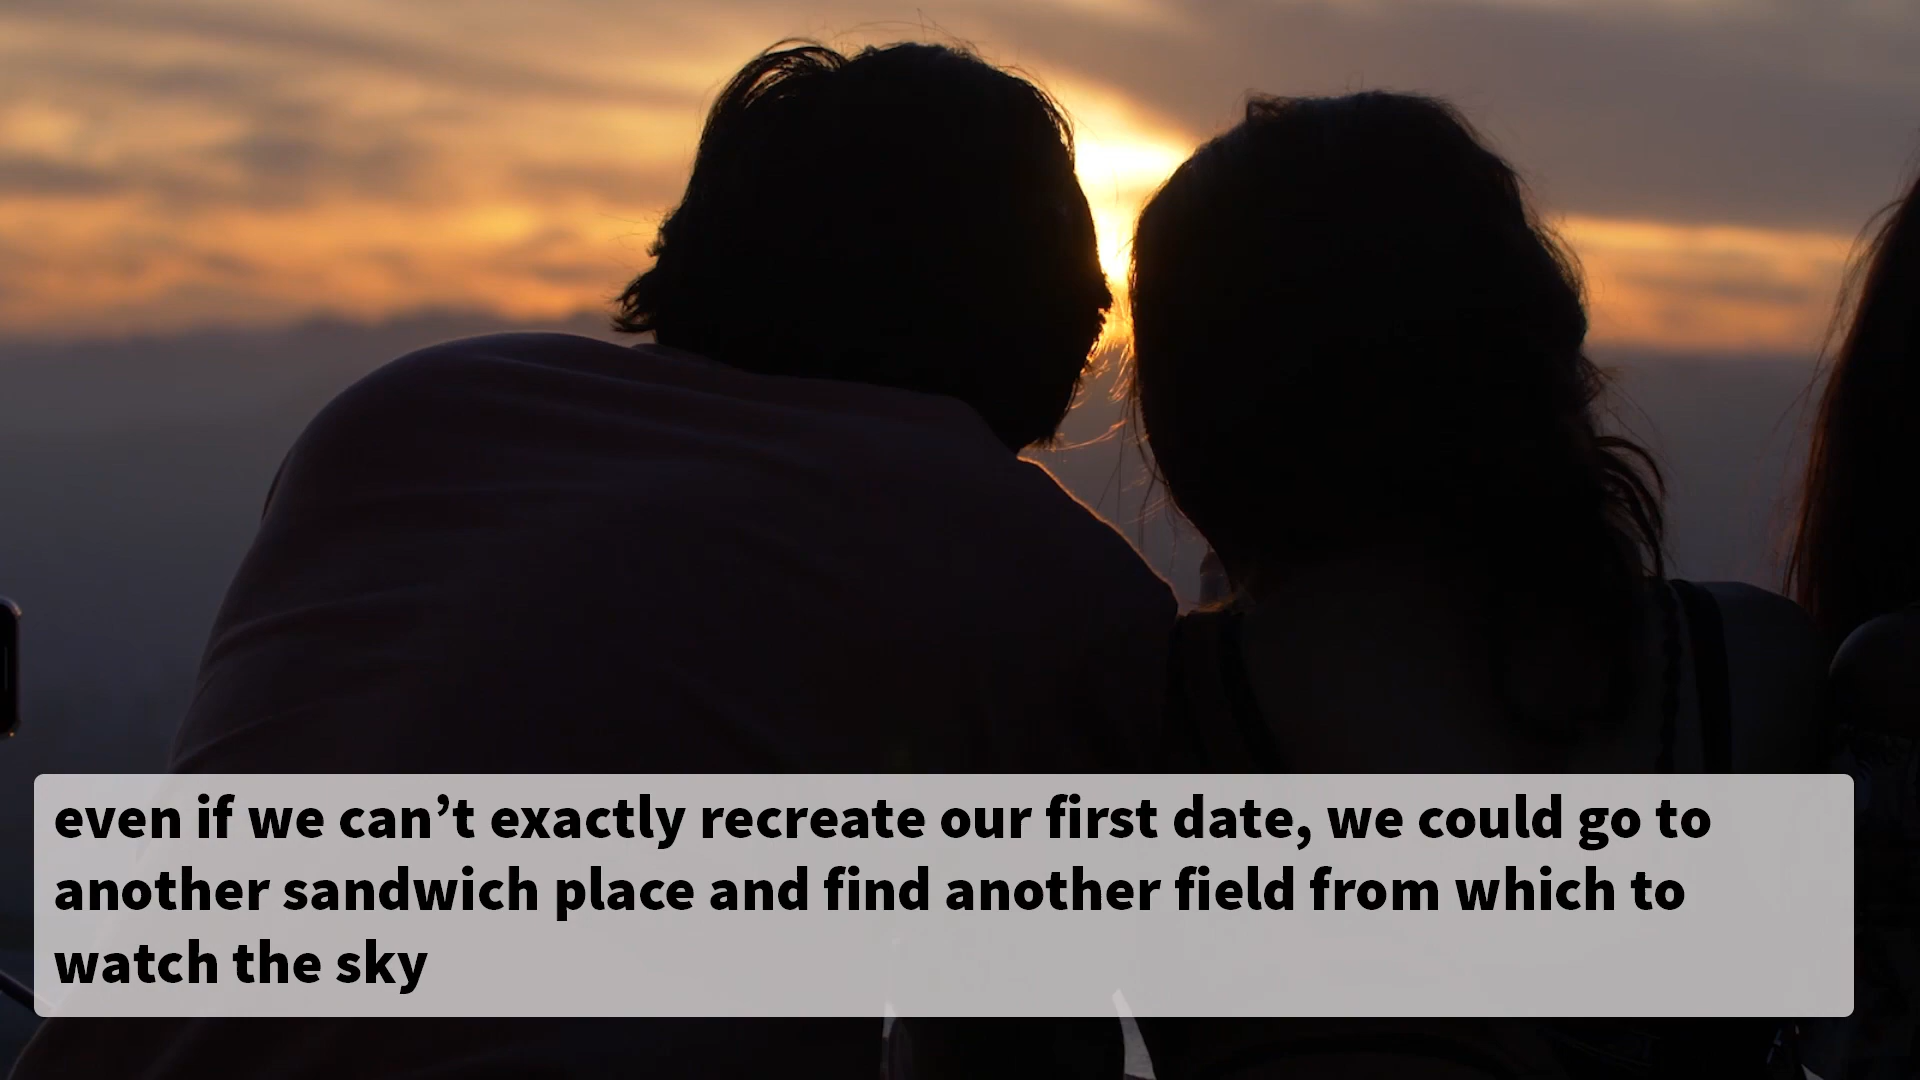 even if we can’t exactly recreate our first date, we could go to
another sandwich place and find another field from which to
watch the sky